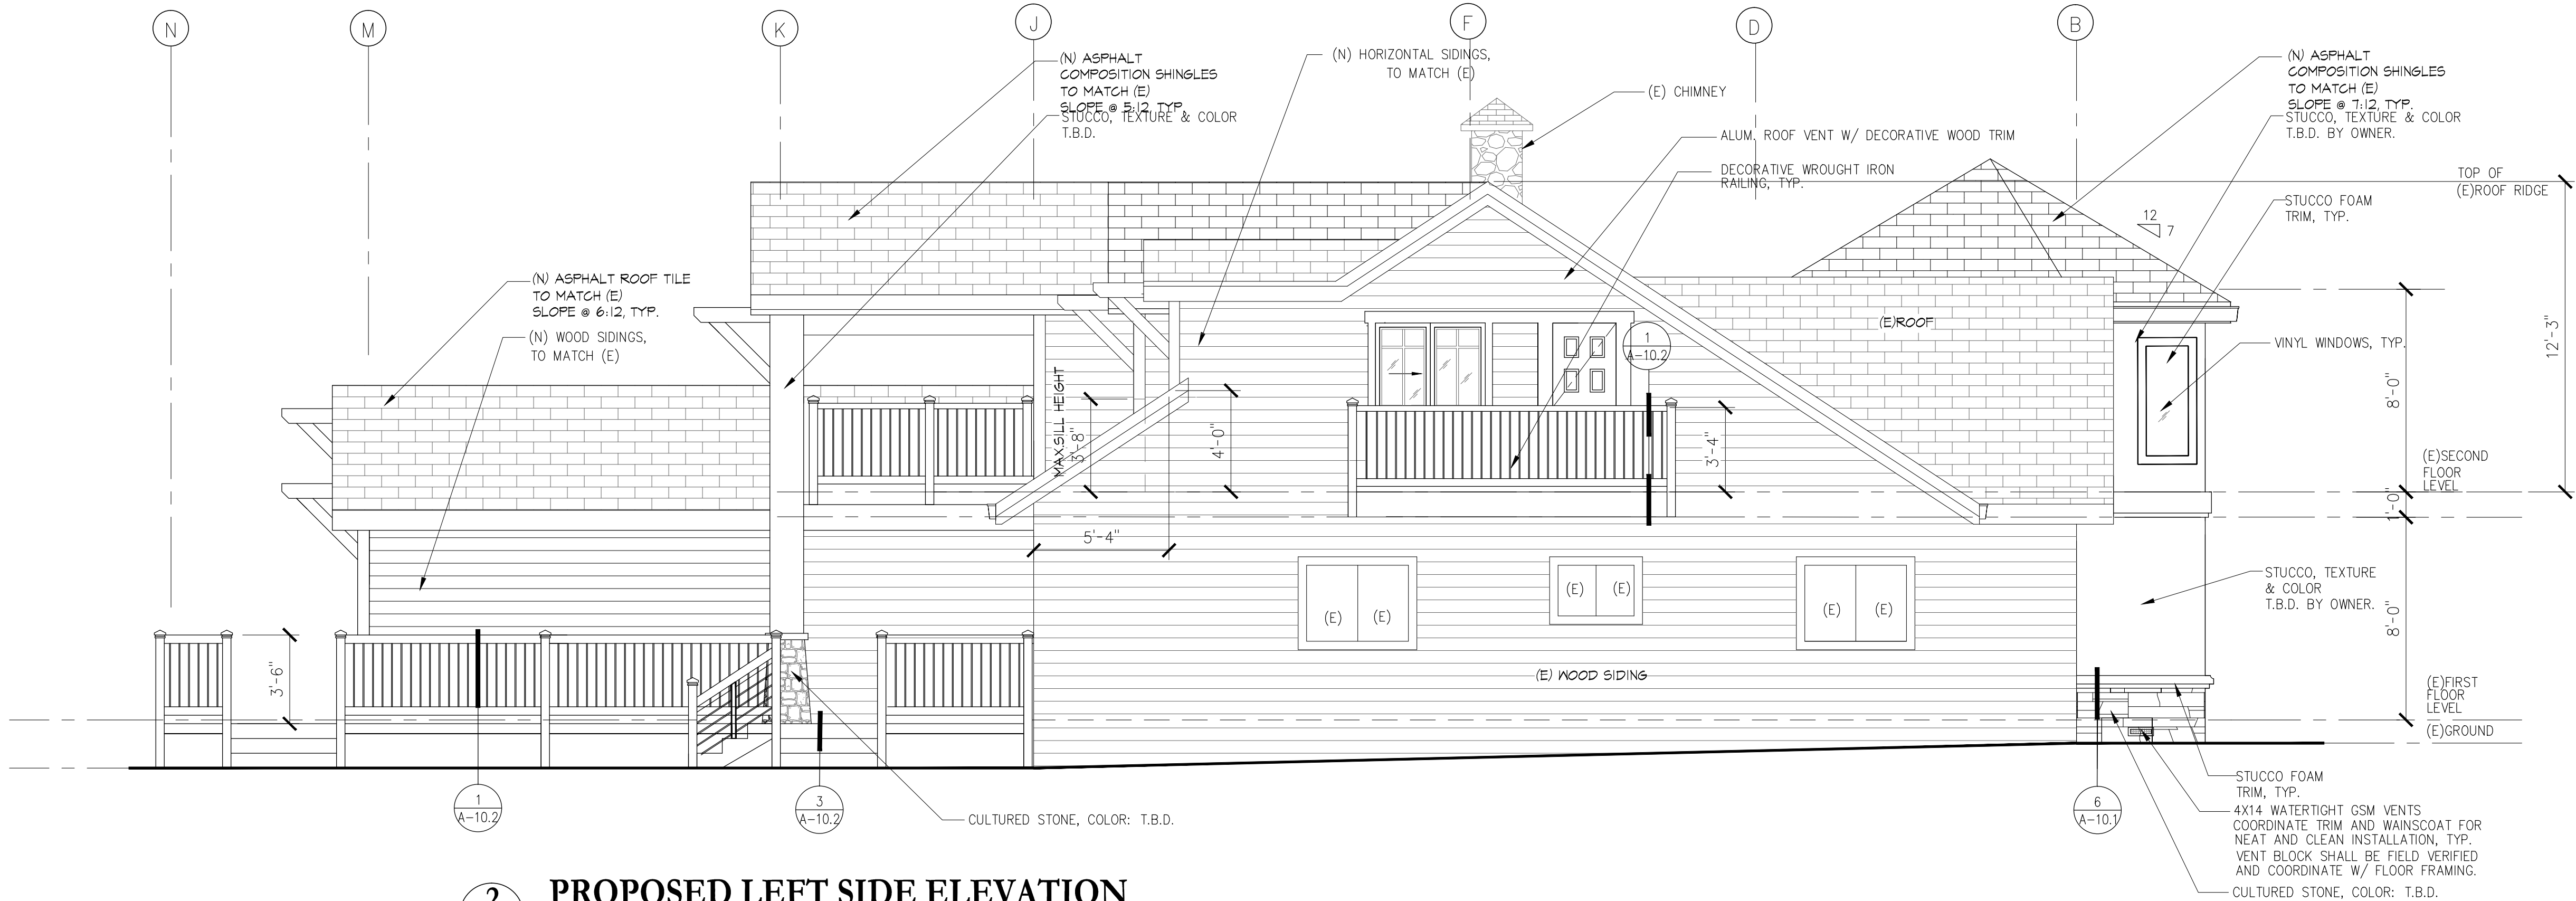 N
M
K
J
F
D
B
(N) ASPHALT
COMPOSITION SHINGLES
TO MATCH (E)
SLOPE @ 5:12, TYP.
STUCCO, TEXTURE & COLOR
T.B.D.
(N) HORIZONTAL SIDINGS,
TO MATCH (E)
(E) CHIMNEY
ALUM. ROOF VENT W/ DECORATIVE WOOD TRIM
DECORATIVE WROUGHT IRON
RAILING, TYP.
(N) ASPHALT
COMPOSITION SHINGLES
TO MATCH (E)
SLOPE @ 7:12, TYP.
STUCCO, TEXTURE & COLOR
T.B.D. BY OWNER.
TOP OF
(E)ROOF RIDGE
STUCCO FOAM
TRIM, TYP.
12
7
(N) ASPHALT ROOF TILE
TO MATCH (E)
SLOPE @ 6:12, TYP.
(N) WOOD SIDINGS,
TO MATCH (E)
(E)ROOF
1
A-10.2
VINYL WINDOWS, TYP.
12'-3"
8'-0"
MAX.SILL HEIGHT
3'-8"
4'-0"
3'-4"
(E)SECOND
FLOOR
LEVEL
1'-0"
5'-4"
(E)
(E)
(E)
(E)
(E)
(E)
STUCCO, TEXTURE
& COLOR
T.B.D. BY OWNER.
8'-0"
3'-6"
(E) WOOD SIDING
(E)FIRST
FLOOR
LEVEL
(E)GROUND
1
A-10.2
3
A-10.2
CULTURED STONE, COLOR: T.B.D.
6
A-10.1
STUCCO FOAM
TRIM, TYP.
4X14 WATERTIGHT GSM VENTS
COORDINATE TRIM AND WAINSCOAT FOR
NEAT AND CLEAN INSTALLATION, TYP.
VENT BLOCK SHALL BE FIELD VERIFIED
AND COORDINATE W/ FLOOR FRAMING.
CULTURED STONE, COLOR: T.B.D.
2
PROPOSED LEFT SIDE ELEVATION